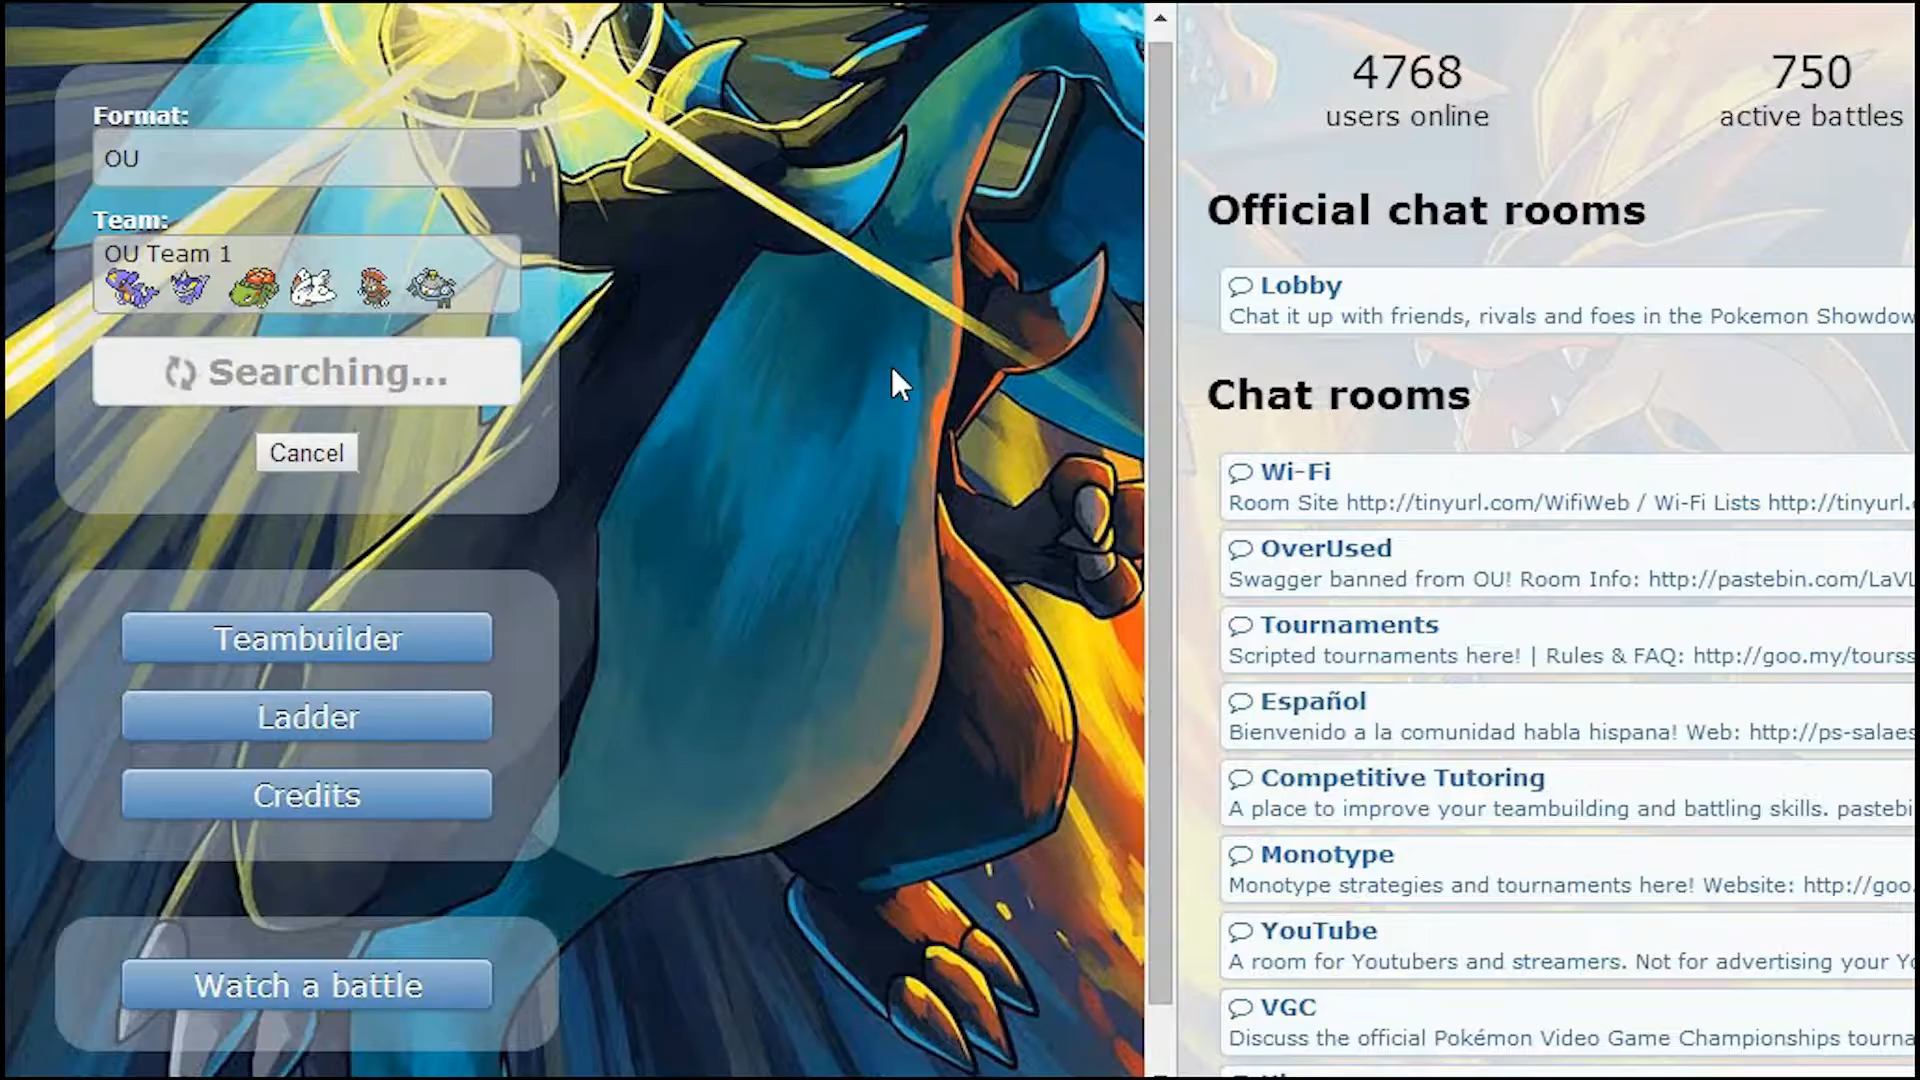 Format:
OU
Team:
OU Team 1
Searching...
Cancel
Teambuilder
Ladder
Credits
Watch a battle
4768
users online
750
active battles
Official chat rooms
Lobby
Chat it up with friends, rivals and foes in the Pokemon Showdow
Chat rooms
Wi-Fi
Room Site http://tinyurl.com/WifiWeb / Wi-Fi Lists http://tinyurl.
OverUsed
Swagger banned from OU! Room Info: http://pastebin.com/LaVL
Tournaments
Scripted tournaments here! | Rules & FAQ: http://goo.my/tourss
Español
Bienvenido a la comunidad habla hispana! Web: http://ps-salaes
Competitive Tutoring
A place to improve your teambuilding and battling skills. pastebi
Monotype
Monotype strategies and tournaments here! Website: http://goo.
YouTube
A room for Youtubers and streamers. Not for advertising your Yo
VGC
Discuss the official Pokémon Video Game Championships tourna